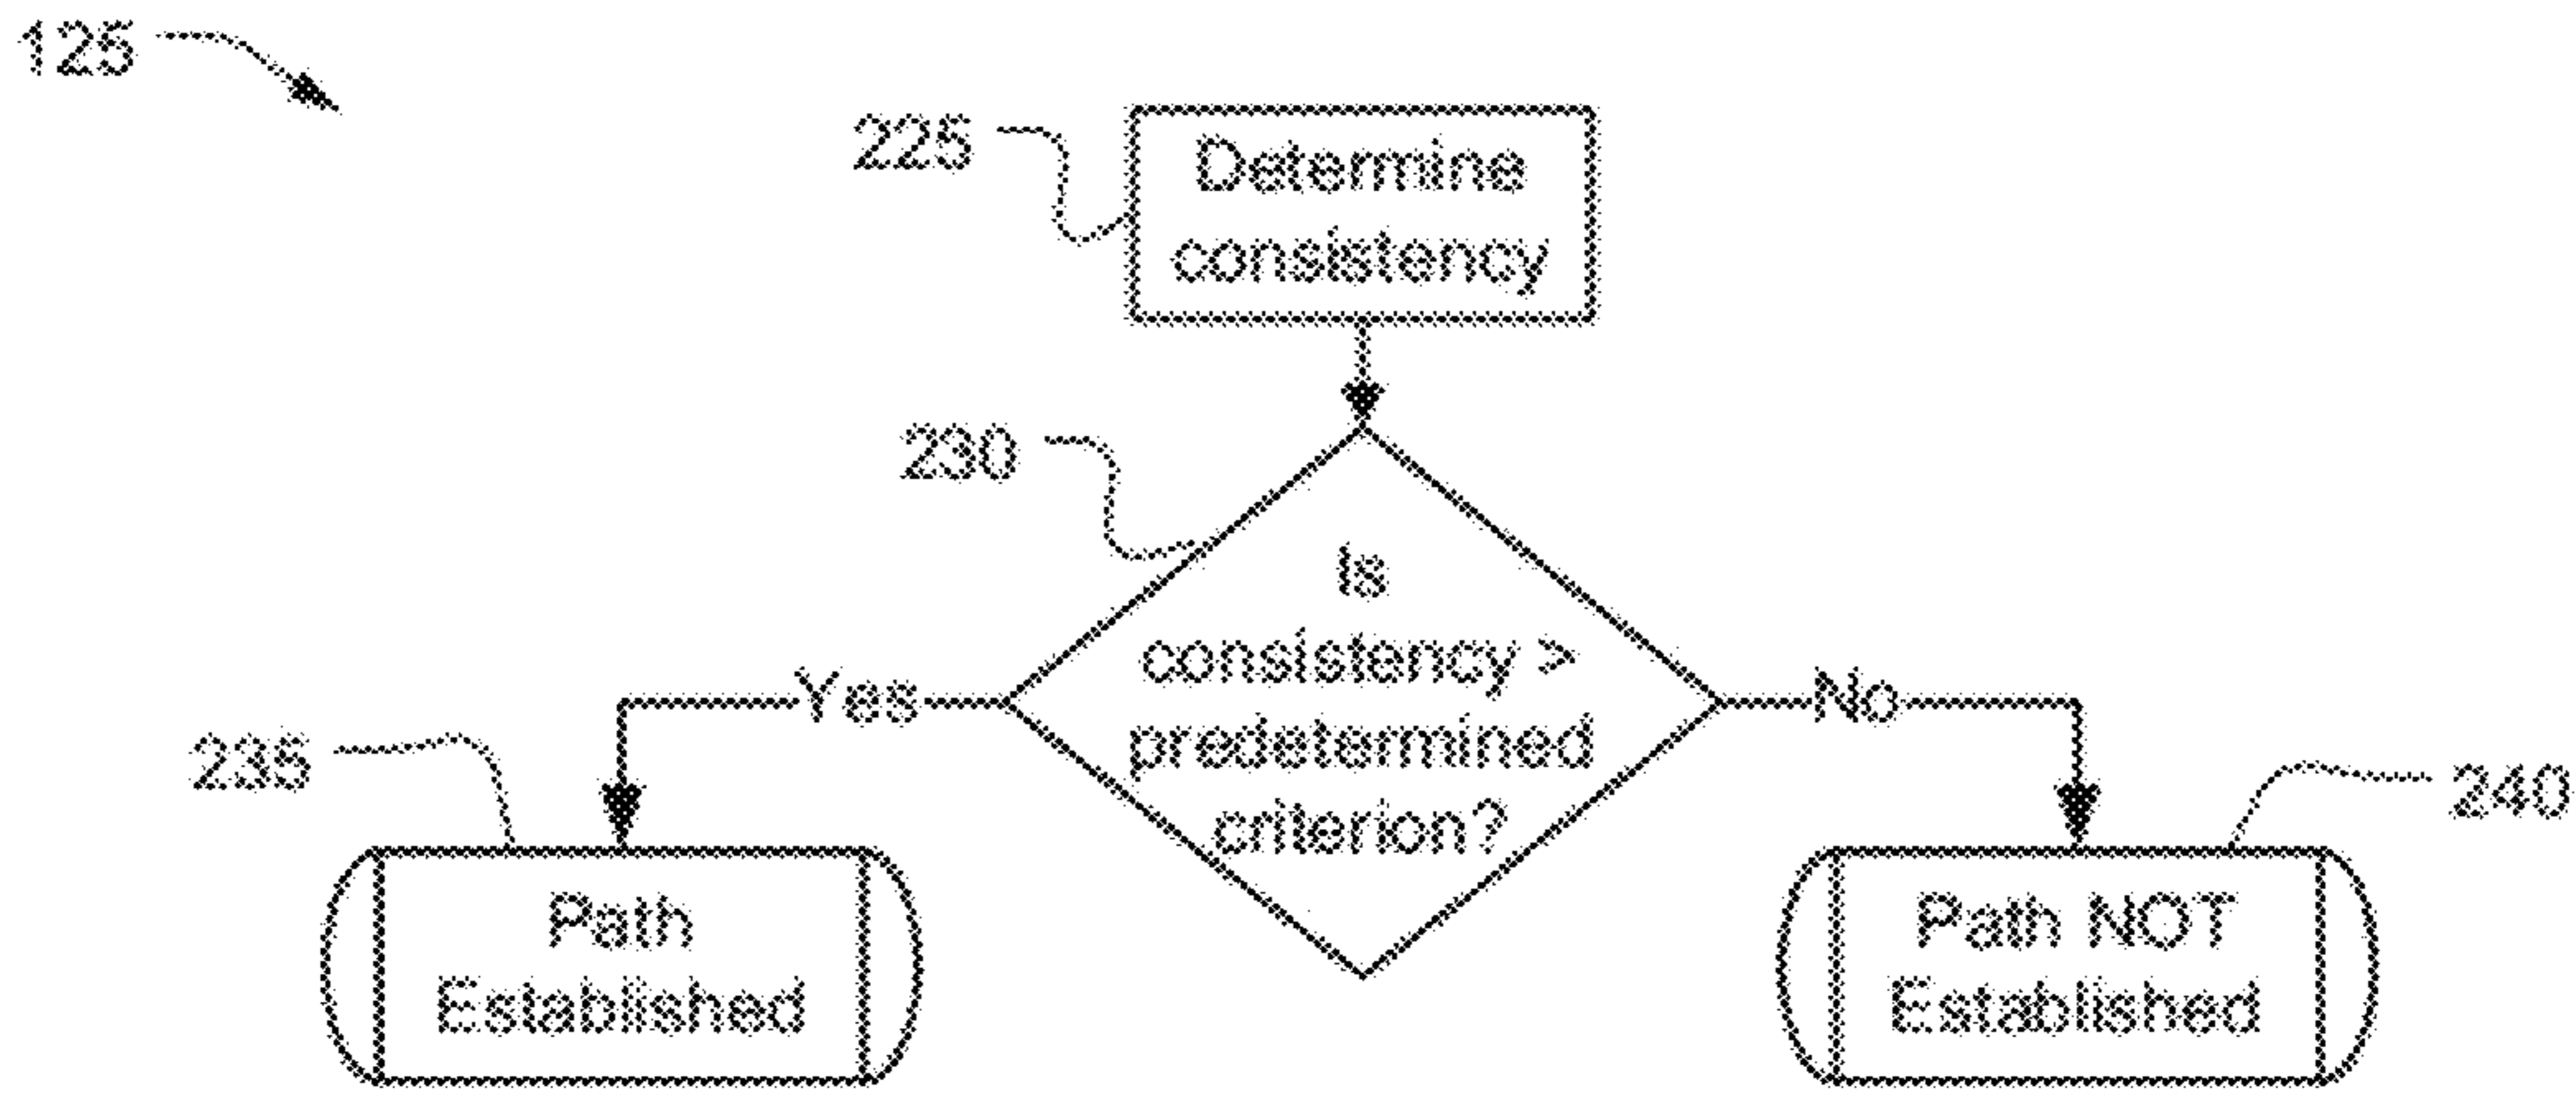 125
225
Determine
consistency
230
Is
consistency >
predetermined
criterion?
Yes
No
235
240
Path
Established
Path NOT
Established